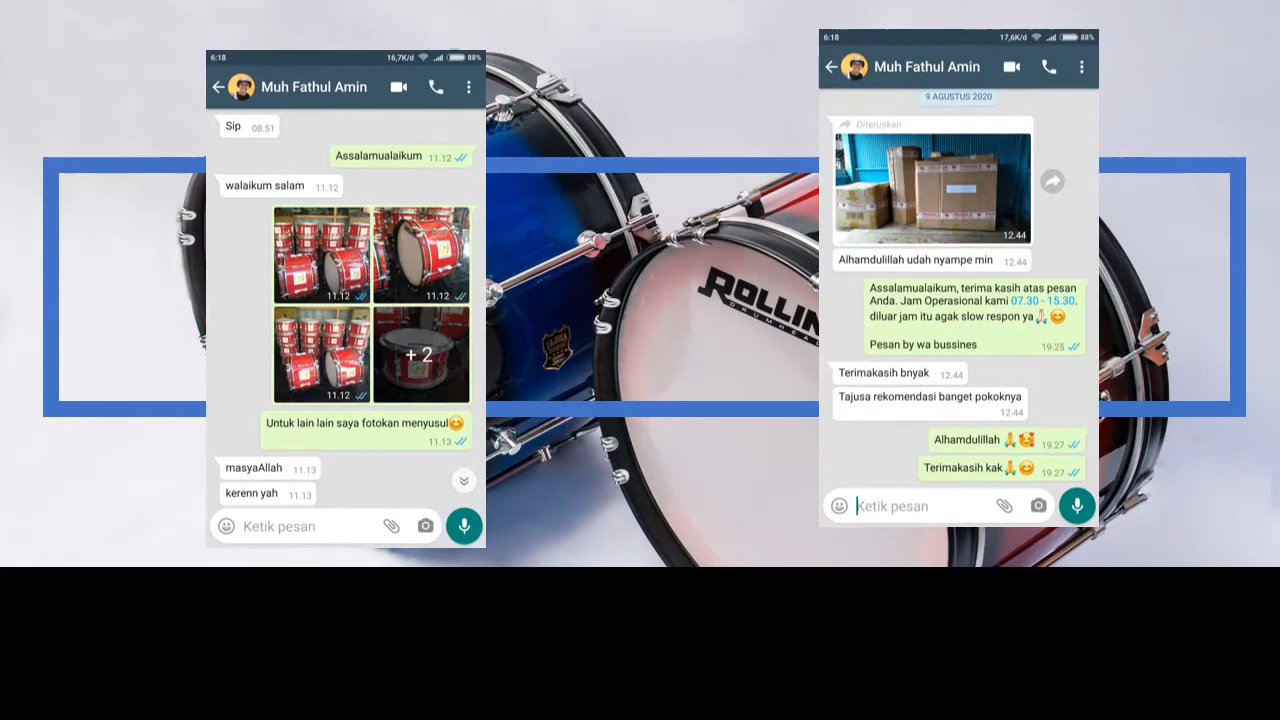 6:18
16,7K/d
88%
Muh Fathul Amin
Sip 08.51
Assalamualaikum 11.12
walaikum salam 11.12
11.12
11.12
11.12
+ 2
Untuk lain lain saya fotokan menyusul😊
11.13
masyaAllah 11.13
kerenn yah 11.13
Ketik pesan
ROLLIN
DRUMHEA
TAJUSA
6:18
17,6K/d
88%
Muh Fathul Amin
9 AGUSTUS 2020
Diteruskan
12.44
Alhamdulillah udah nyampe min 12.44
Assalamualaikum, terima kasih atas pesan
Anda. Jam Operasional kami 07.30 - 15.30.
diluar jam itu agak slow respon ya🙏😊
Pesan by wa bussines
19.25
Terimakasih bnyak 12.44
Tajusa rekomendasi banget pokoknya
12.44
Alhamdulillah 🙏🥰 19.27
Terimakasih kak🙏😊 19.27
Ketik pesan